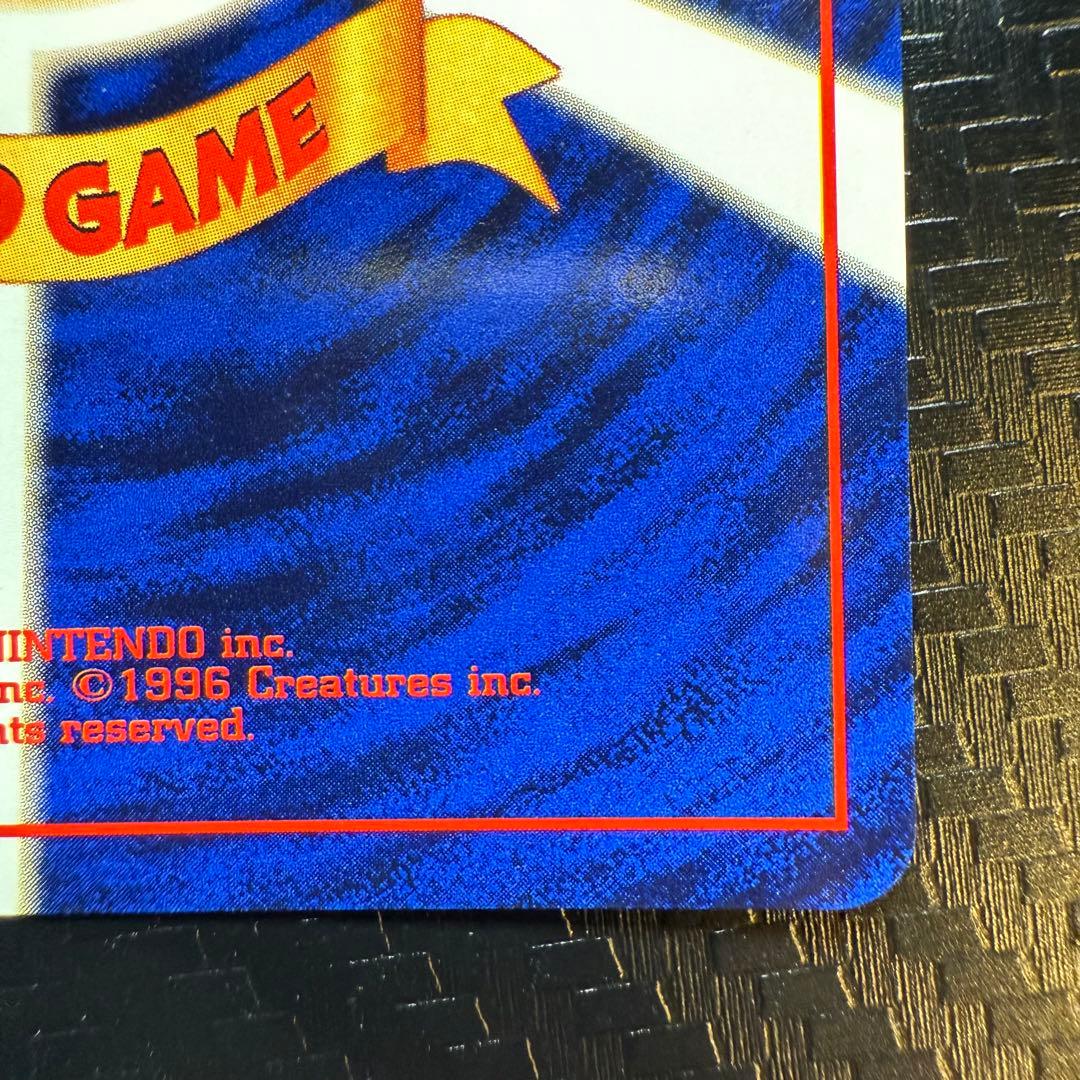 GAME
NINTENDO inc.
nc. ©1996 Creatures inc.
ts reserved.